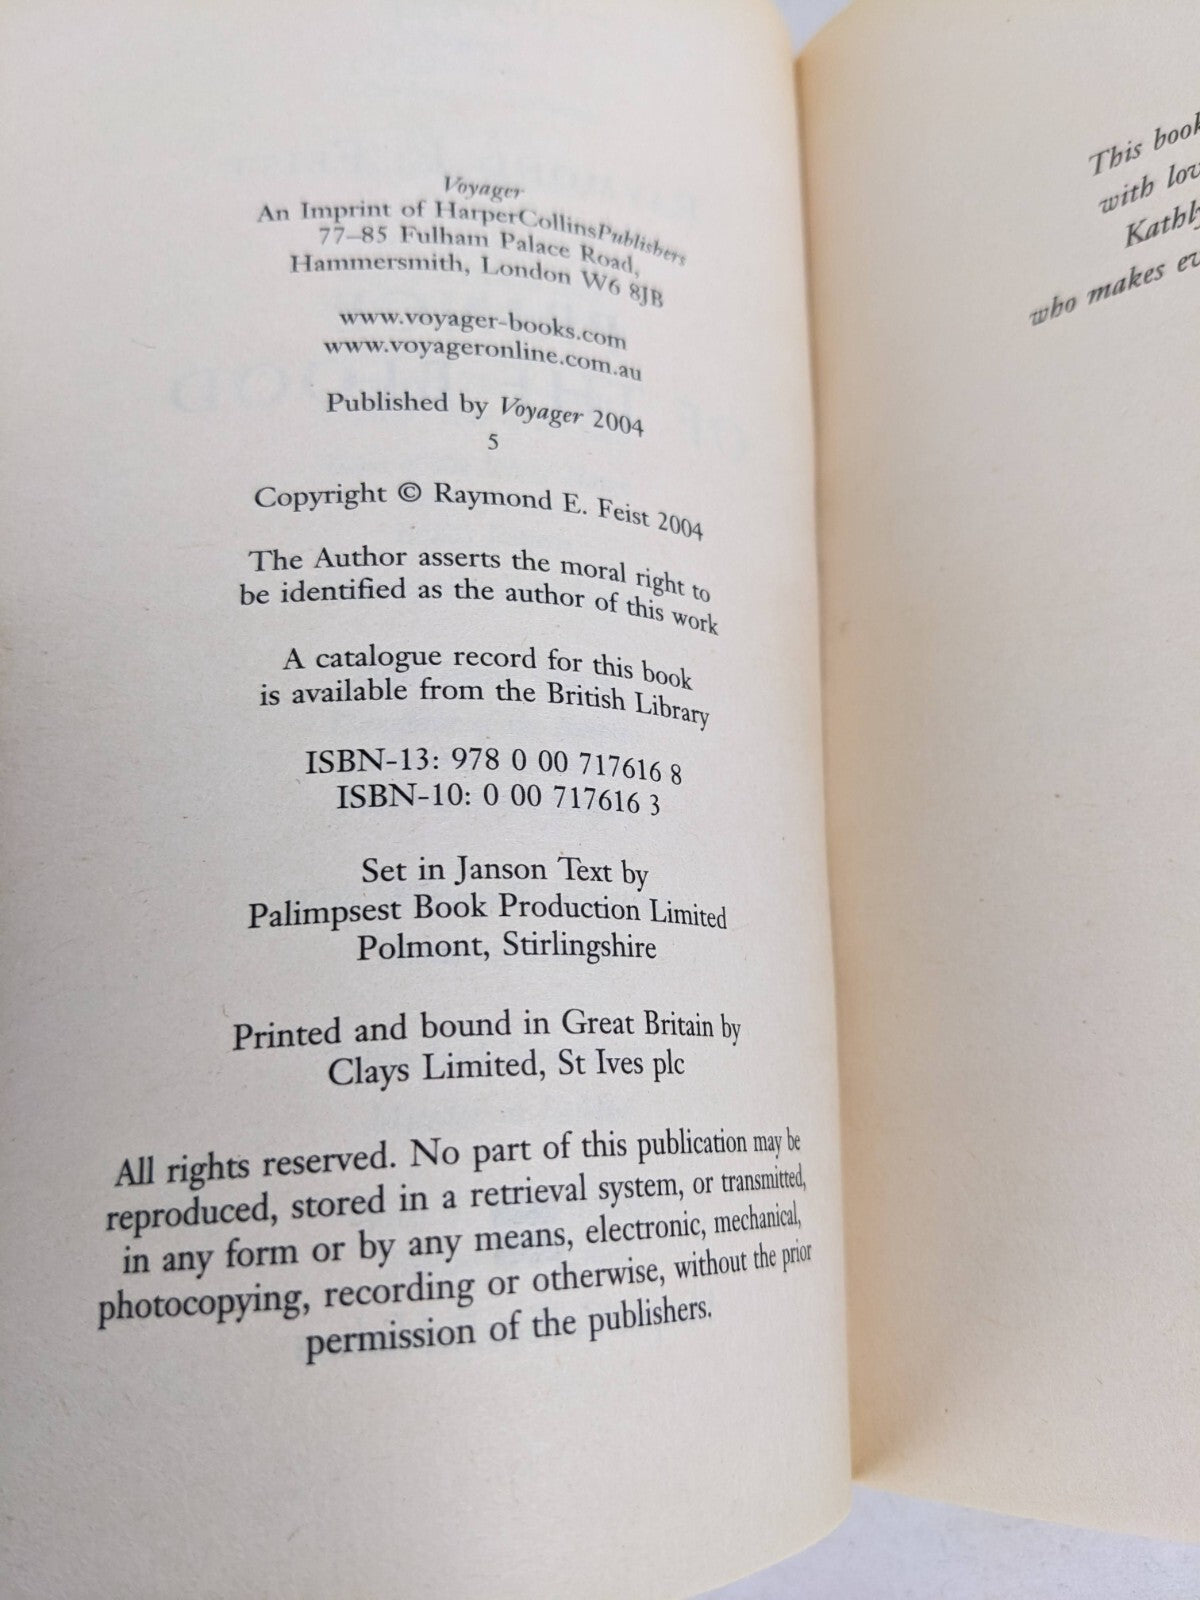 Voyager
An Imprint of HarperCollinsPublishers
77–85 Fulham Palace Road,
Hammersmith, London W6 8JB
www.voyager-books.com
www.voyageronline.com.au
Published by Voyager 2004
5
Copyright © Raymond E. Feist 2004
The Author asserts the moral right to
be identified as the author of this work
A catalogue record for this book
is available from the British Library
ISBN-13: 978 0 00 717616 8
ISBN-10: 0 00 717616 3
Set in Janson Text by
Palimpsest Book Production Limited
Polmont, Stirlingshire
Printed and bound in Great Britain by
Clays Limited, St Ives plc
All rights reserved. No part of this publication may be
reproduced, stored in a retrieval system, or transmitted,
in any form or by any means, electronic, mechanical,
photocopying, recording or otherwise, without the prior
permission of the publishers.
This book
with
who makes